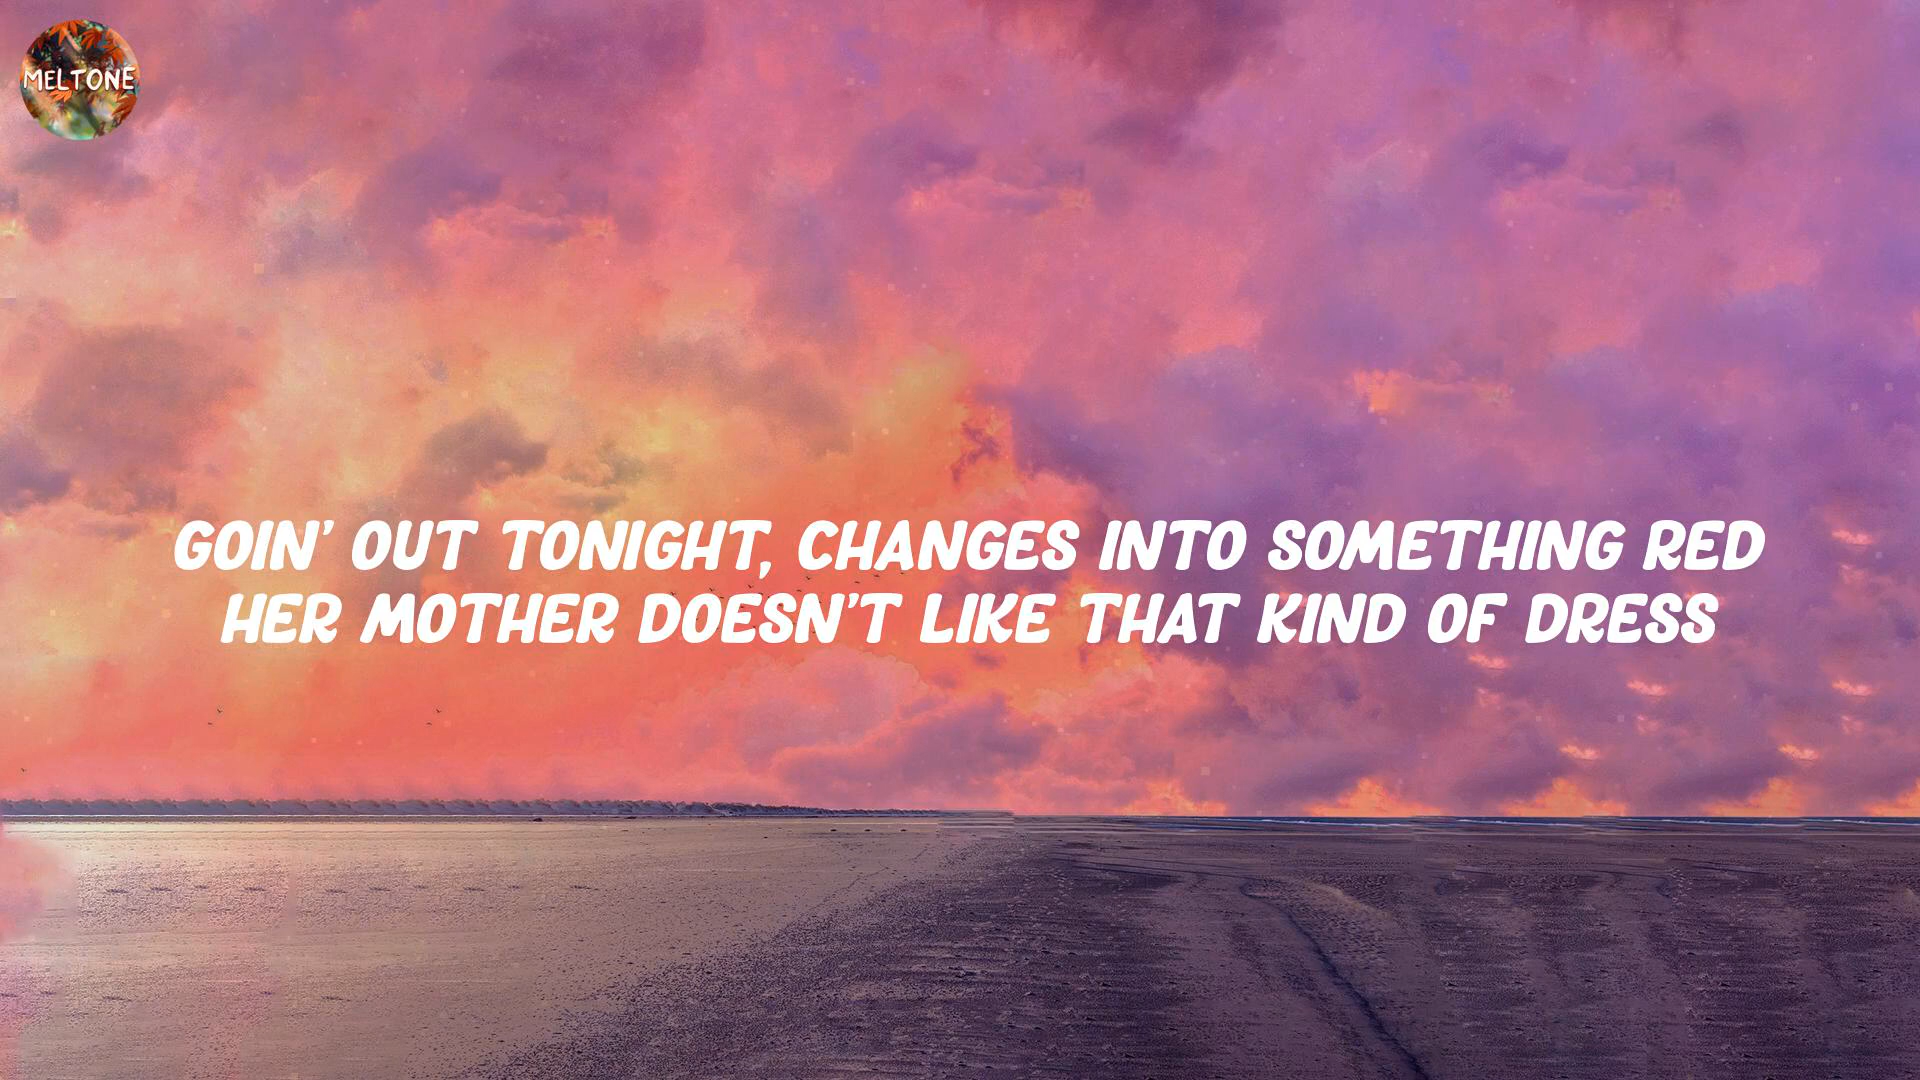 MELTONE
GOIN' OUT TONIGHT, CHANGES INTO SOMETHING RED
HER MOTHER DOESN'T LIKE THAT KIND OF DRESS